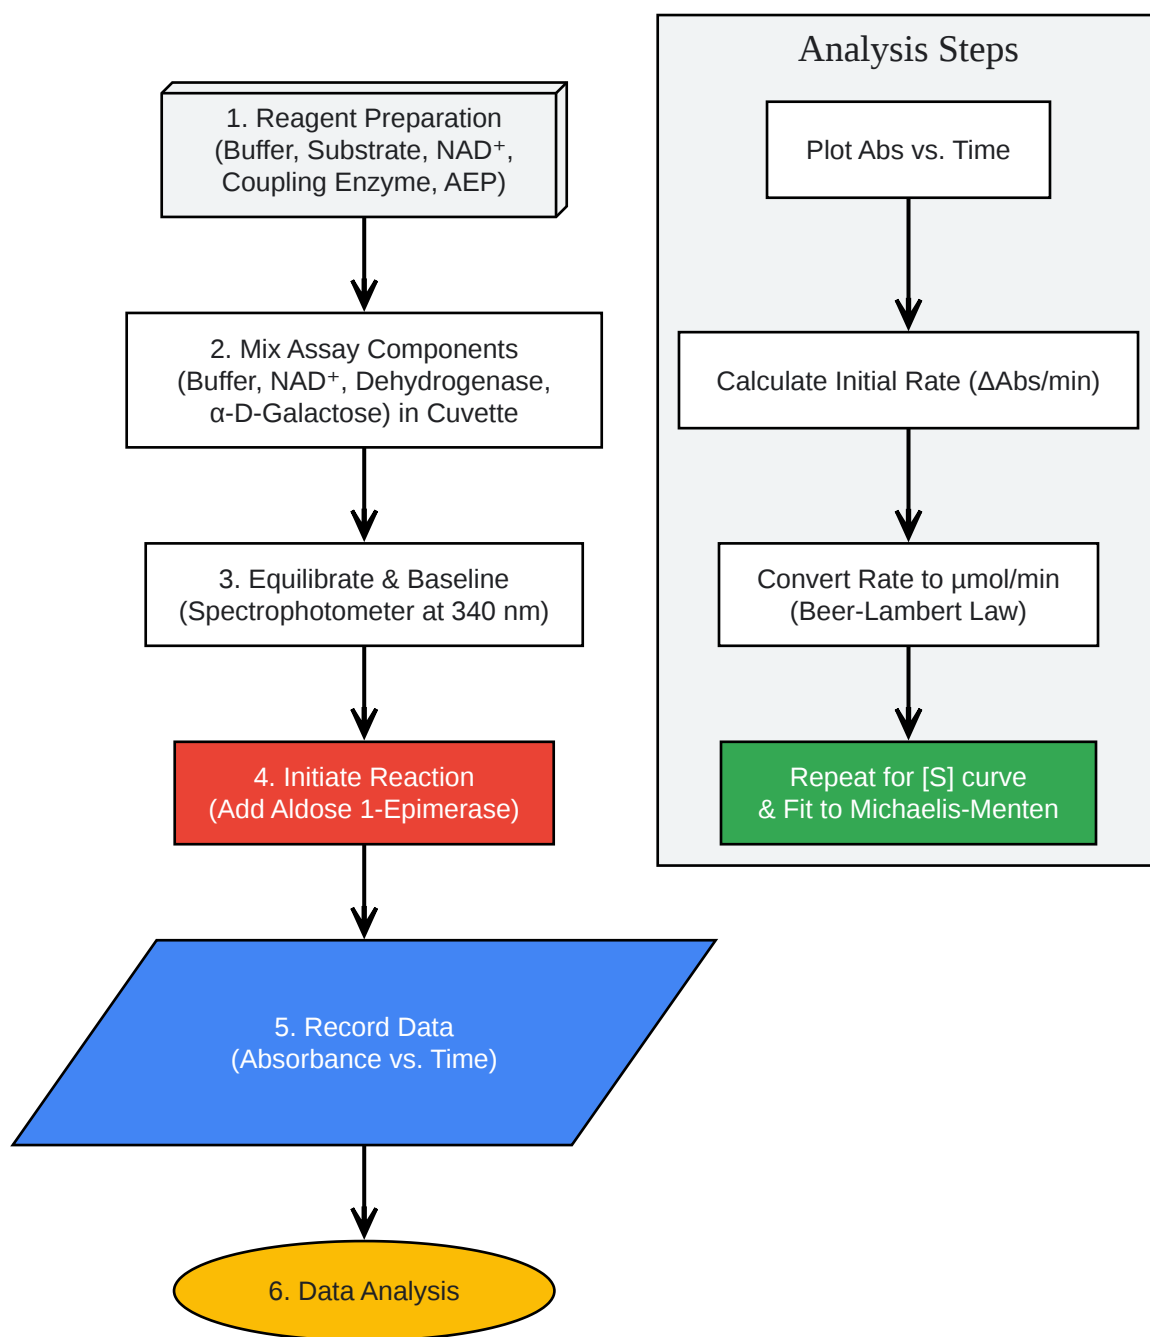 1. Reagent Preparation
(Buffer, Substrate, NAD⁺,
Coupling Enzyme, AEP)
2. Mix Assay Components
(Buffer, NAD⁺, Dehydrogenase,
α-D-Galactose) in Cuvette
3. Equilibrate & Baseline
(Spectrophotometer at 340 nm)
4. Initiate Reaction
(Add Aldose 1-Epimerase)
5. Record Data
(Absorbance vs. Time)
6. Data Analysis
Analysis Steps
Plot Abs vs. Time
Calculate Initial Rate (ΔAbs/min)
Convert Rate to µmol/min
(Beer-Lambert Law)
Repeat for [S] curve
& Fit to Michaelis-Menten